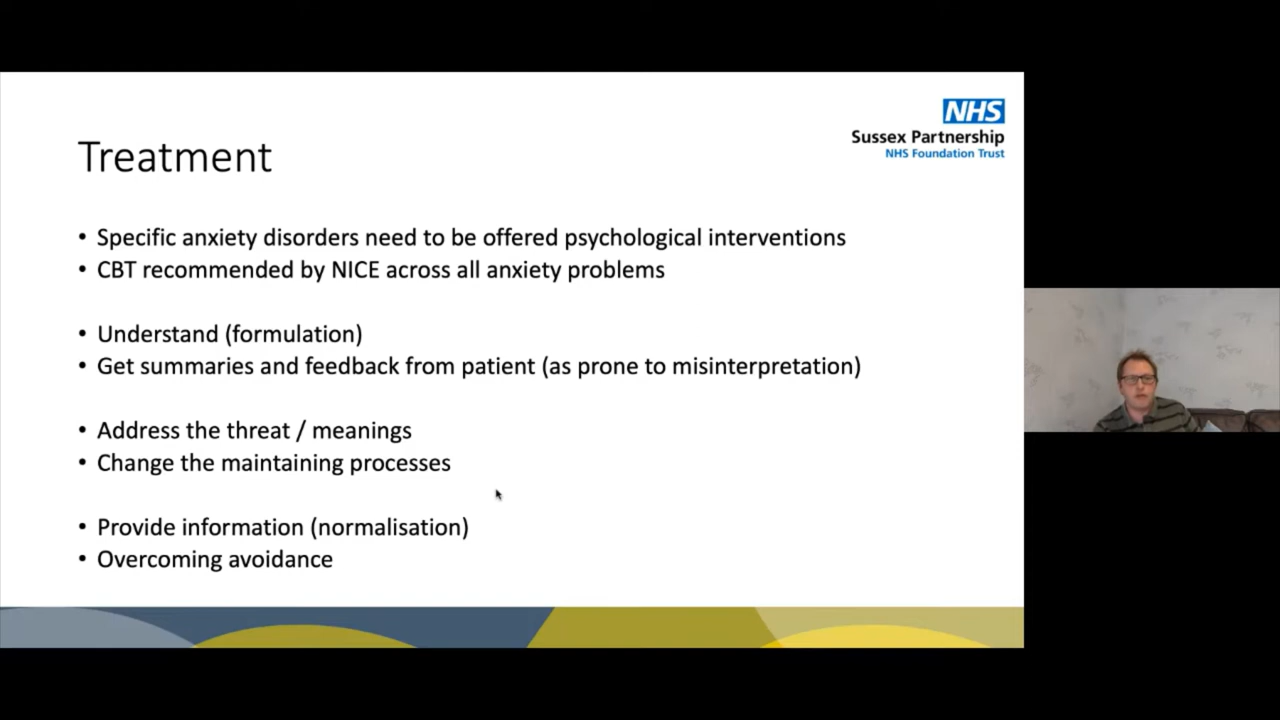 NHS
Sussex Partnership
NHS Foundation Trust
Treatment
• Specific anxiety disorders need to be offered psychological interventions
• CBT recommended by NICE across all anxiety problems
• Understand (formulation)
• Get summaries and feedback from patient (as prone to misinterpretation)
• Address the threat / meanings
• Change the maintaining processes
• Provide information (normalisation)
• Overcoming avoidance